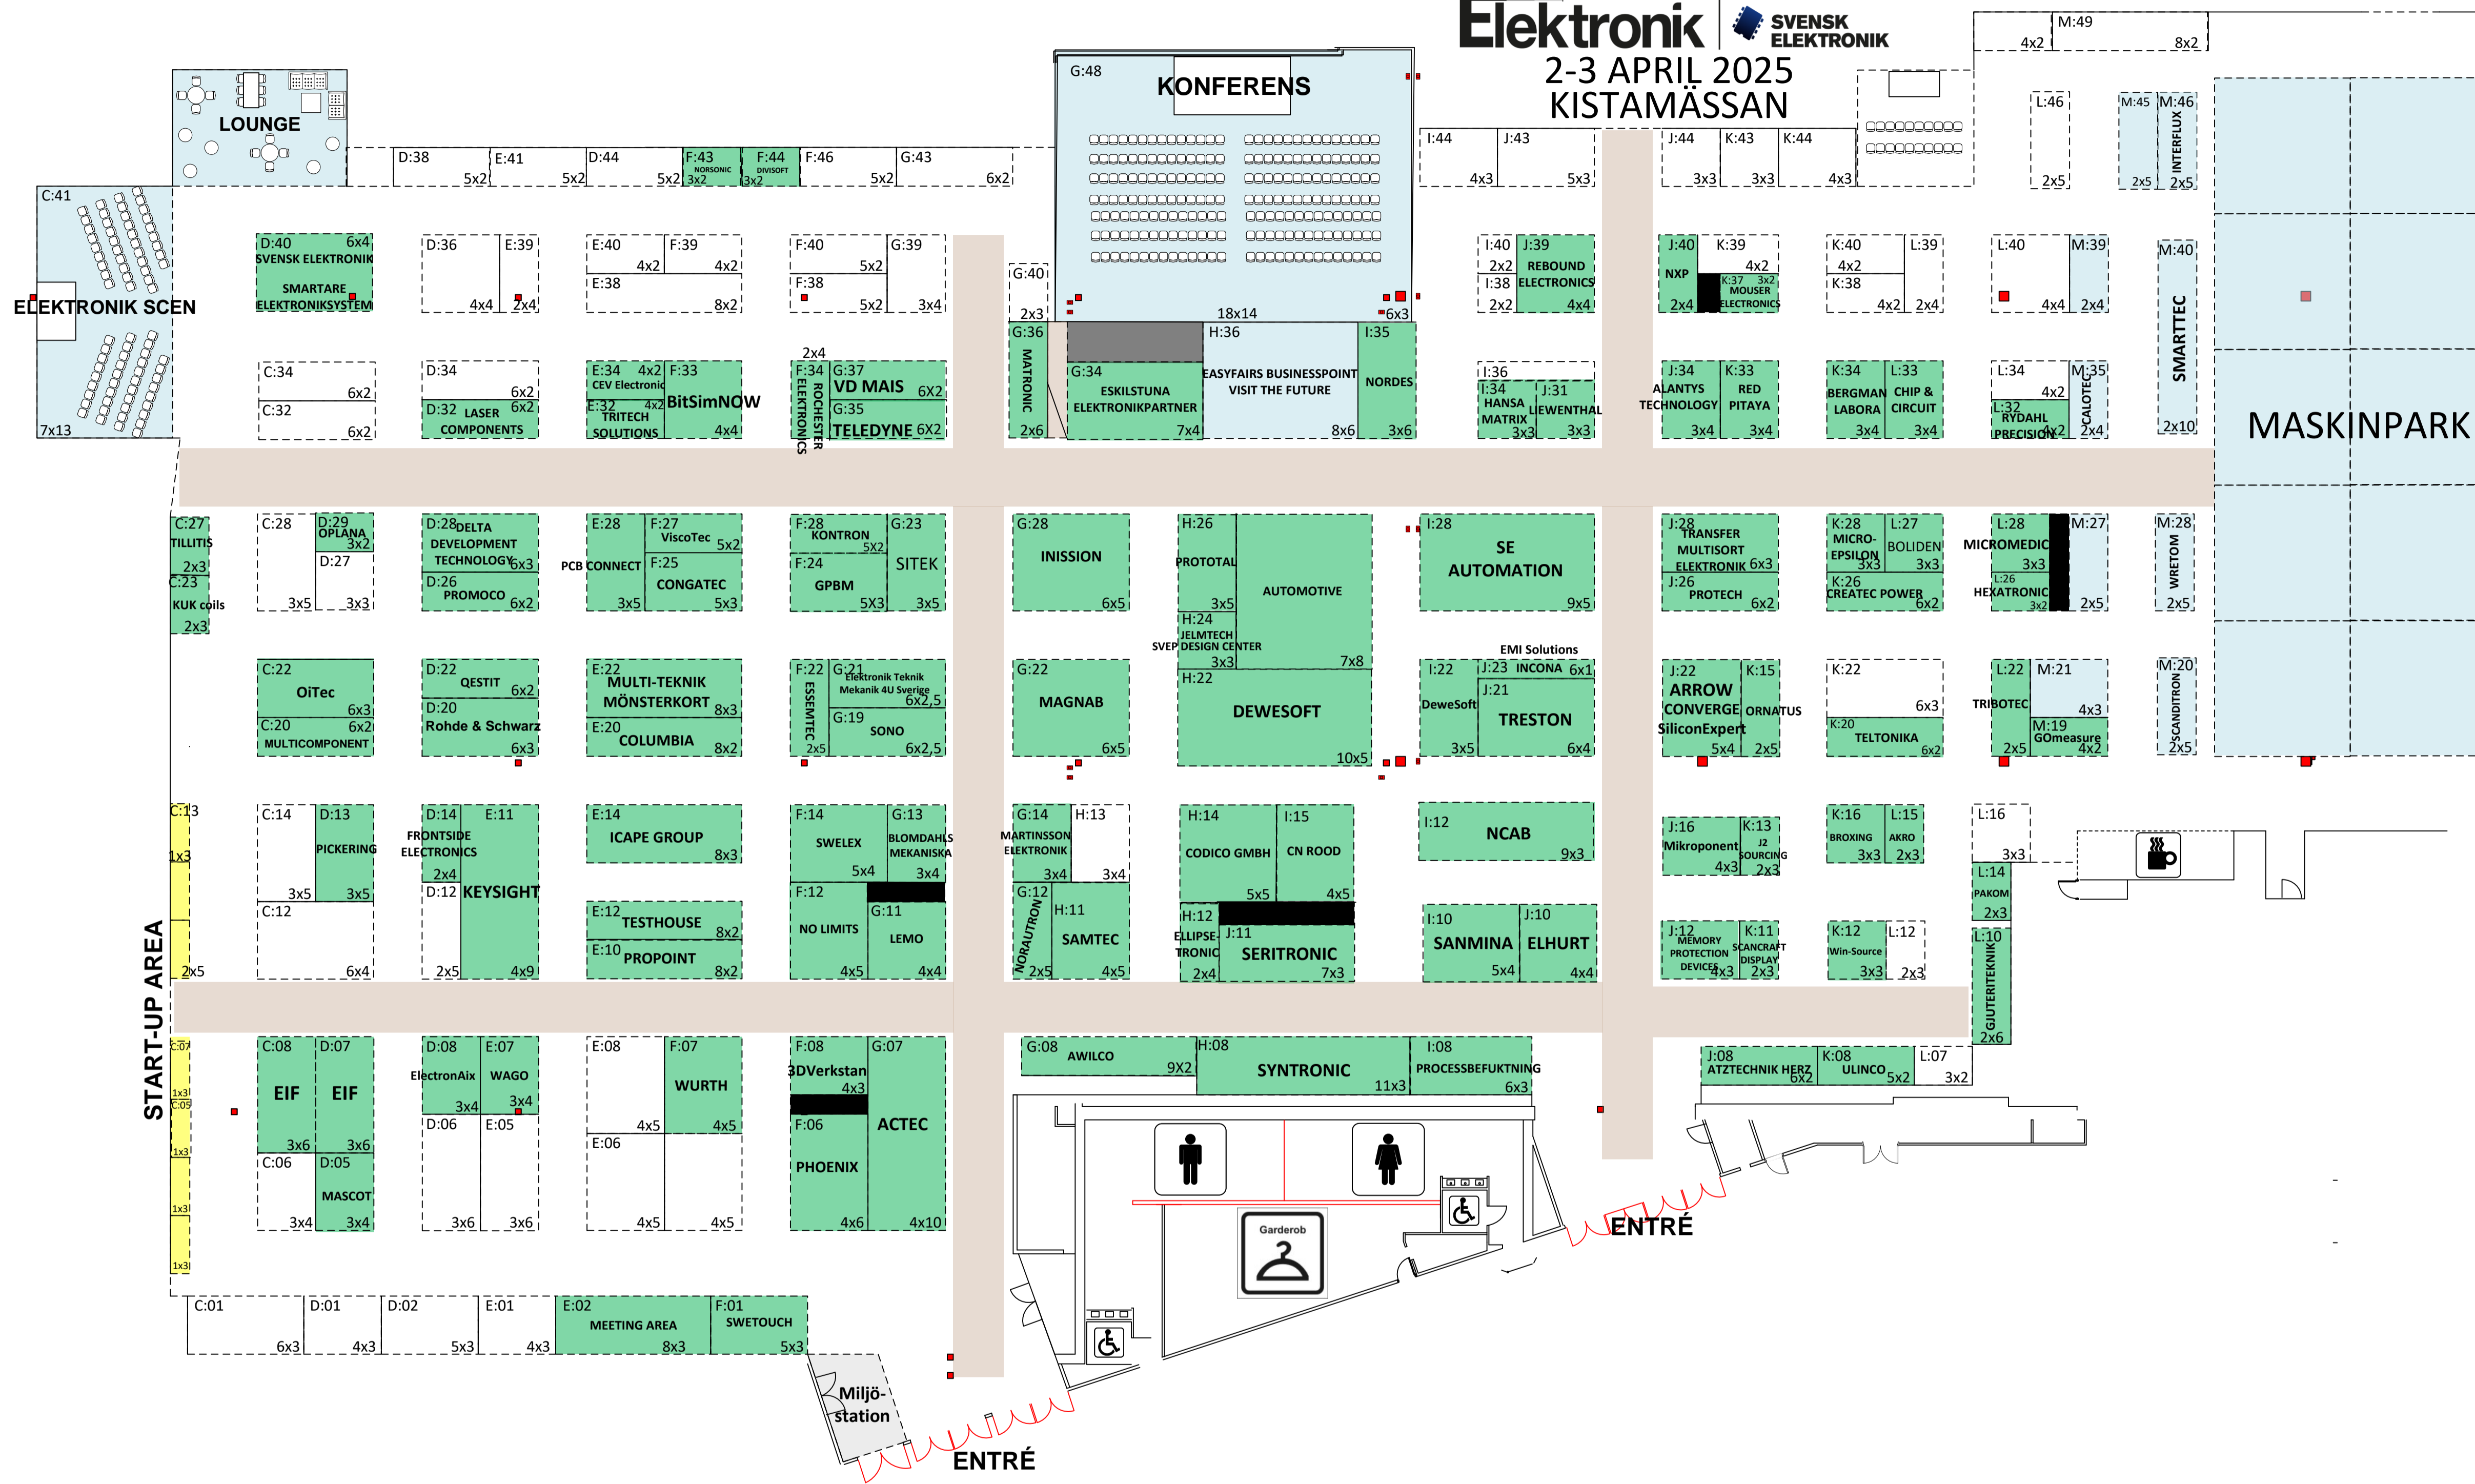 Elektronik
SVENSK
ELEKTRONIK
2-3 APRIL 2025
KISTAMÄSSAN
4x2
M:49
8x2
LOUNGE
G:48
KONFERENS
18x14
6x3
D:38
5x2
E:41
5x2
D:44
5x2
F:43
NORSONIC
3x2
F:44
DIVISOFT
3x2
F:46
5x2
G:43
6x2
I:44
4x3
J:43
5x3
J:44
3x3
K:43
3x3
K:44
4x3
L:46
2x5
M:45
2x5
M:46
INTERFLUX
2x5
C:41
ELEKTRONIK SCEN
7x13
D:40
6x4
SVENSK ELEKTRONIK
SMARTARE
ELEKTRONIKSYSTEM
D:36
4x4
E:39
2x4
E:40
4x2
F:39
4x2
E:38
8x2
F:40
5x2
F:38
5x2
G:39
3x4
G:40
2x3
I:40
2x2
I:38
2x2
J:39
REBOUND
ELECTRONICS
4x4
J:40
NXP
2x4
K:39
4x2
K:37
3x2
MOUSER
ELECTRONICS
K:40
4x2
K:38
4x2
L:39
2x4
L:40
4x4
M:39
2x4
M:40
SMARTTEC
2x10
MASKINPARK
C:34
6x2
C:32
6x2
D:34
6x2
D:32
6x2
LASER
COMPONENTS
E:34
4x2
CEV Electronic
E:32
4x2
TRITECH
SOLUTIONS
F:33
BitSimNOW
4x4
2x4
F:34
ROCHESTER
ELECTRONICS
G:37
VD MAIS
6X2
G:35
TELEDYNE
6X2
G:36
MATRONIC
2x6
G:34
ESKILSTUNA
ELEKTRONIKPARTNER
7x4
H:36
EASYFAIRS BUSINESSPOINT
VISIT THE FUTURE
8x6
I:35
NORDES
3x6
I:36
I:34
HANSA
MATRIX
3x3
J:31
LIEWENTHAL
3x3
J:34
ALANTYS
TECHNOLOGY
3x4
K:33
RED
PITAYA
3x4
K:34
BERGMAN
LABORA
3x4
L:33
CHIP &
CIRCUIT
3x4
L:34
4x2
L:32
RYDAHL
PRECISION
4x2
M:35
CALOTEC
2x4
C:27
TILLITIS
2x3
C:23
KUK coils
2x3
C:28
3x5
D:29
OPLANA
3x2
D:27
3x3
D:28
DELTA
DEVELOPMENT
TECHNOLOGY
6x3
D:26
PROMOCO
6x2
E:28
PCB CONNECT
3x5
F:27
ViscoTec
5x2
F:25
CONGATEC
5x3
F:28
KONTRON
5X2
F:24
GPBM
5X3
G:23
SITEK
3x5
G:28
INISSION
6x5
H:26
PROTOTAL
3x5
AUTOMOTIVE
7x8
H:24
JELMTECH
SVEP DESIGN CENTER
3x3
I:28
SE
AUTOMATION
9x5
J:28
TRANSFER
MULTISORT
ELEKTRONIK
6x3
J:26
PROTECH
6x2
K:28
MICRO-
EPSILON
3x3
L:27
BOLIDEN
3x3
K:26
CREATEC POWER
6x2
L:28
MICROMEDIC
3x3
L:26
HEXATRONIC
3x2
M:27
2x5
M:28
WRETOM
2x5
C:22
OiTec
6x3
C:20
6x2
MULTICOMPONENT
D:22
QESTIT
6x2
D:20
Rohde & Schwarz
6x3
E:22
MULTI-TEKNIK
MÖNSTERKORT
8x3
E:20
COLUMBIA
8x2
F:22
ESSEMTEC
2x5
G:21
Elektronik Teknik
Mekanik 4U Sverige
6x2,5
G:19
SONO
6x2,5
G:22
MAGNAB
6x5
H:22
DEWESOFT
10x5
I:22
DeweSoft
3x5
EMI Solutions
J:23
INCONA
6x1
J:21
TRESTON
6x4
J:22
ARROW
CONVERGE
SiliconExpert
5x4
K:15
ORNATUS
2x5
K:22
6x3
K:20
TELTONIKA
6x2
L:22
TRIBOTEC
2x5
M:21
4x3
M:19
GOmeasure
4x2
M:20
SCANDITRON
2x5
START-UP AREA
C:13
1x3
2x5
C:14
3x5
D:13
PICKERING
3x5
C:12
6x4
D:14
FRONTSIDE
ELECTRONICS
2x4
D:12
2x5
E:11
KEYSIGHT
4x9
E:14
ICAPE GROUP
8x3
E:12
TESTHOUSE
8x2
E:10
PROPOINT
8x2
F:14
SWELEX
5x4
G:13
BLOMDAHLS
MEKANISKA
3x4
F:12
NO LIMITS
4x5
G:11
LEMO
4x4
G:14
MARTINSSON
ELEKTRONIK
3x4
H:13
3x4
G:12
NORAUTRON
2x5
H:11
SAMTEC
4x5
H:14
CODICO GMBH
5x5
I:15
CN ROOD
4x5
H:12
ELLIPSE-
TRONIC
2x4
J:11
SERITRONIC
7x3
I:12
NCAB
9x3
I:10
SANMINA
5x4
J:10
ELHURT
4x4
J:16
Mikroponent
4x3
K:13
J2
SOURCING
2x3
K:16
BROXING
3x3
L:15
AKRO
2x3
L:16
3x3
L:14
PAKOM
2x3
J:12
MEMORY
PROTECTION
DEVICES
4x3
K:11
SCANCRAFT
DISPLAY
2x3
K:12
Win-Source
3x3
L:12
2x3
L:10
GJUTERITEKNIK
2x6
C:07
1x3
C:05
1x3
1x3
1x3
C:08
EIF
3x6
D:07
EIF
3x6
C:06
3x4
D:05
MASCOT
3x4
D:08
ElectronAix
3x4
E:07
WAGO
3x4
D:06
3x6
E:05
3x6
E:08
4x5
F:07
WURTH
4x5
E:06
4x5
4x5
F:08
3DVerkstan
4x3
F:06
PHOENIX
4x6
G:07
ACTEC
4x10
G:08
AWILCO
9X2
H:08
SYNTRONIC
11x3
I:08
PROCESSBEFUKTNING
6x3
J:08
ATZTECHNIK HERZ
6x2
K:08
ULINCO
5x2
L:07
3x2
Garderob
ENTRÉ
C:01
6x3
D:01
4x3
D:02
5x3
E:01
4x3
E:02
MEETING AREA
8x3
F:01
SWETOUCH
5x3
Miljö-
station
ENTRÉ